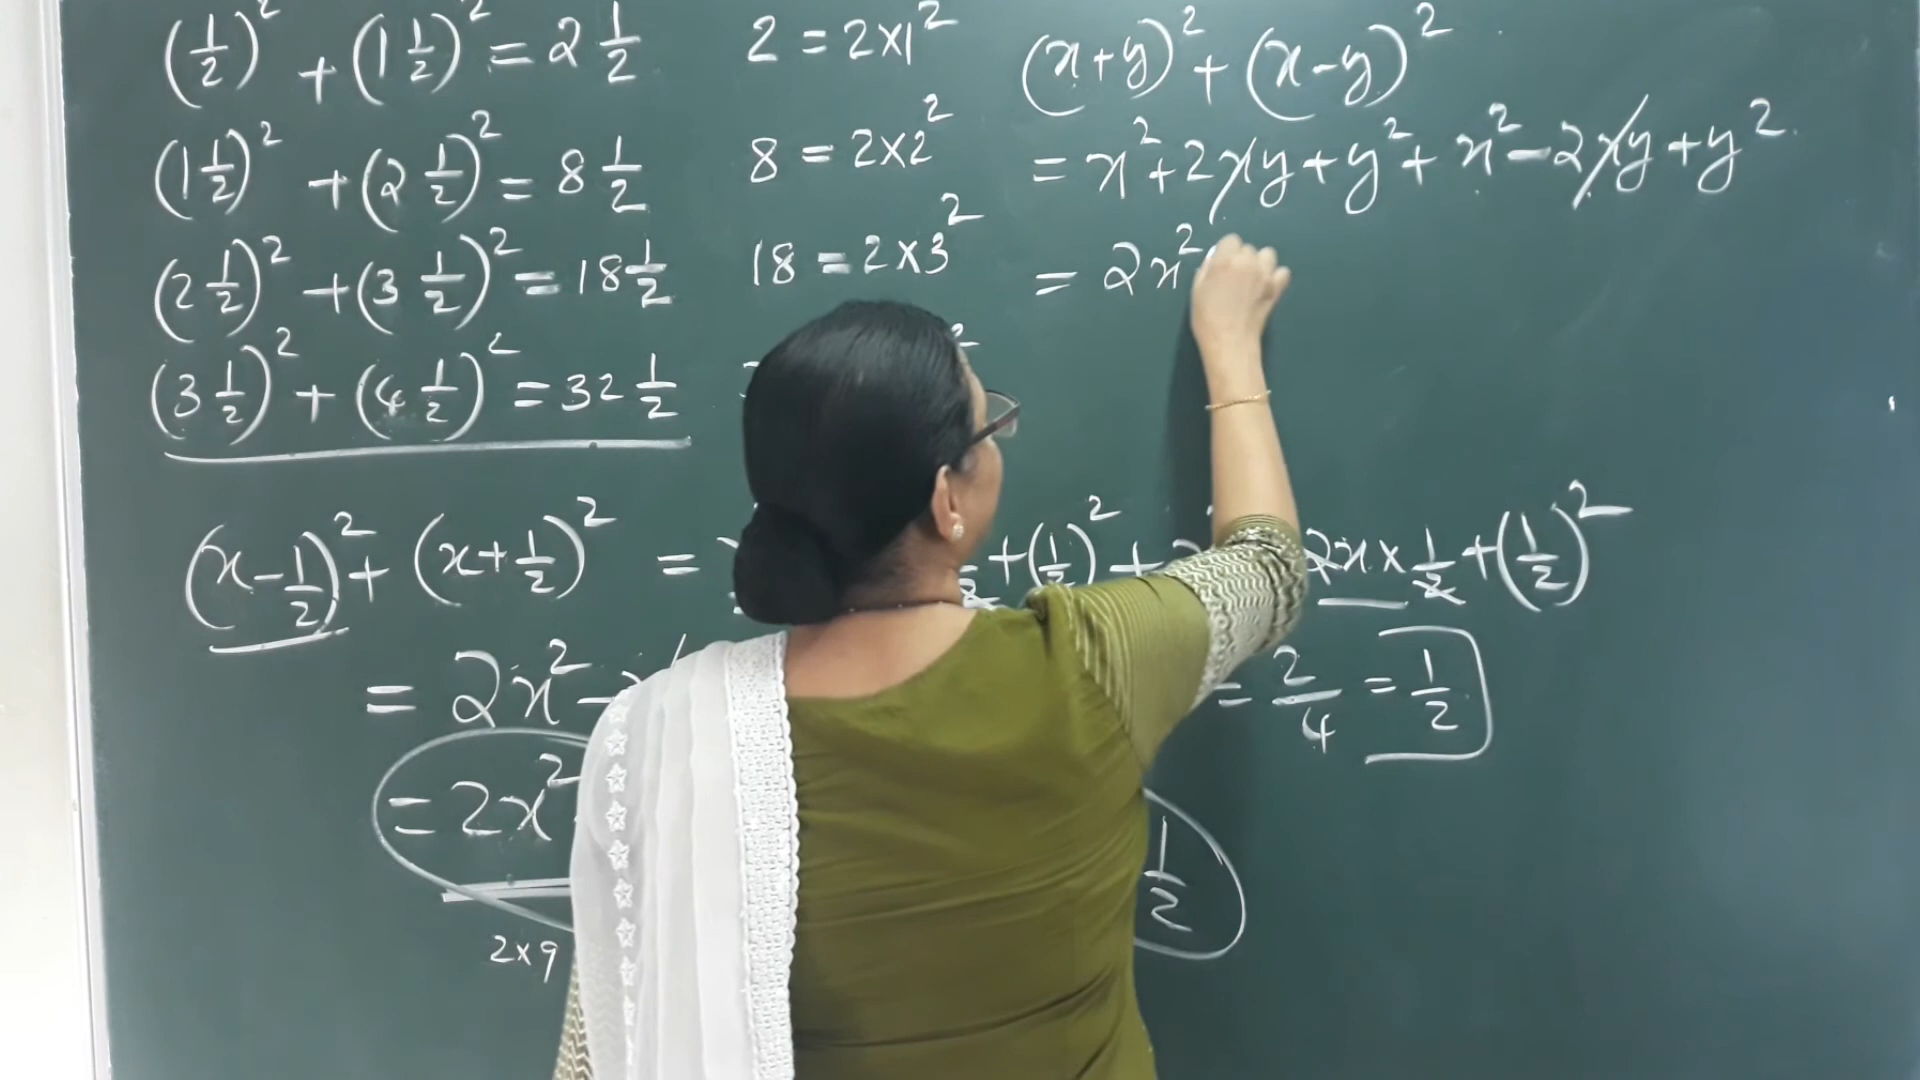 (1/2)² + (1 1/2)² = 2 1/2
(1 1/2)² + (2 1/2)² = 8 1/2
(2 1/2)² + (3 1/2)² = 18 1/2
(3 1/2)² + (4 1/2)² = 32 1/2
2 = 2×1²
8 = 2×2²
18 = 2×3²
(x+y)² + (x-y)²
= x² + 2xy + y² + x² - 2xy + y²
= 2x²
(x - 1/2)² + (x + 1/2)² = + (1/2)² + 2x × 1/2 + (1/2)²
= 2x² = 2/4 = 1/2
= 2x² 1/2
2×9